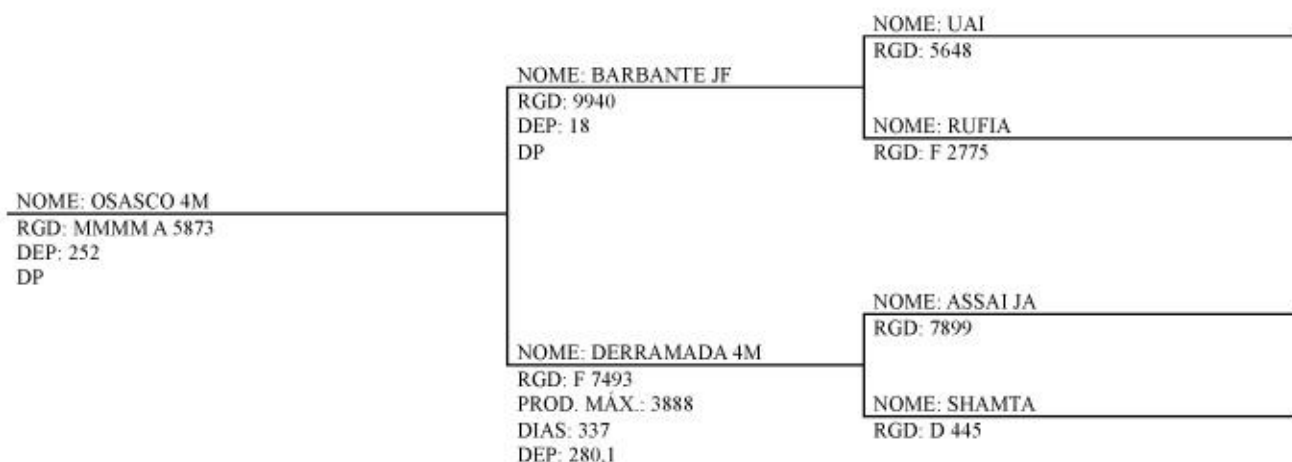 NOME: OSASCO 4M
RGD: MMMM A 5873
DEP: 252
DP
NOME: BARBANTE JF
RGD: 9940
DEP: 18
DP
NOME: UAI
RGD: 5648
NOME: RUFIA
RGD: F 2775
NOME: DERRAMADA 4M
RGD: F 7493
PROD. MÁX.: 3888
DIAS: 337
DEP: 280,1
NOME: ASSAI JA
RGD: 7899
NOME: SHAMTA
RGD: D 445